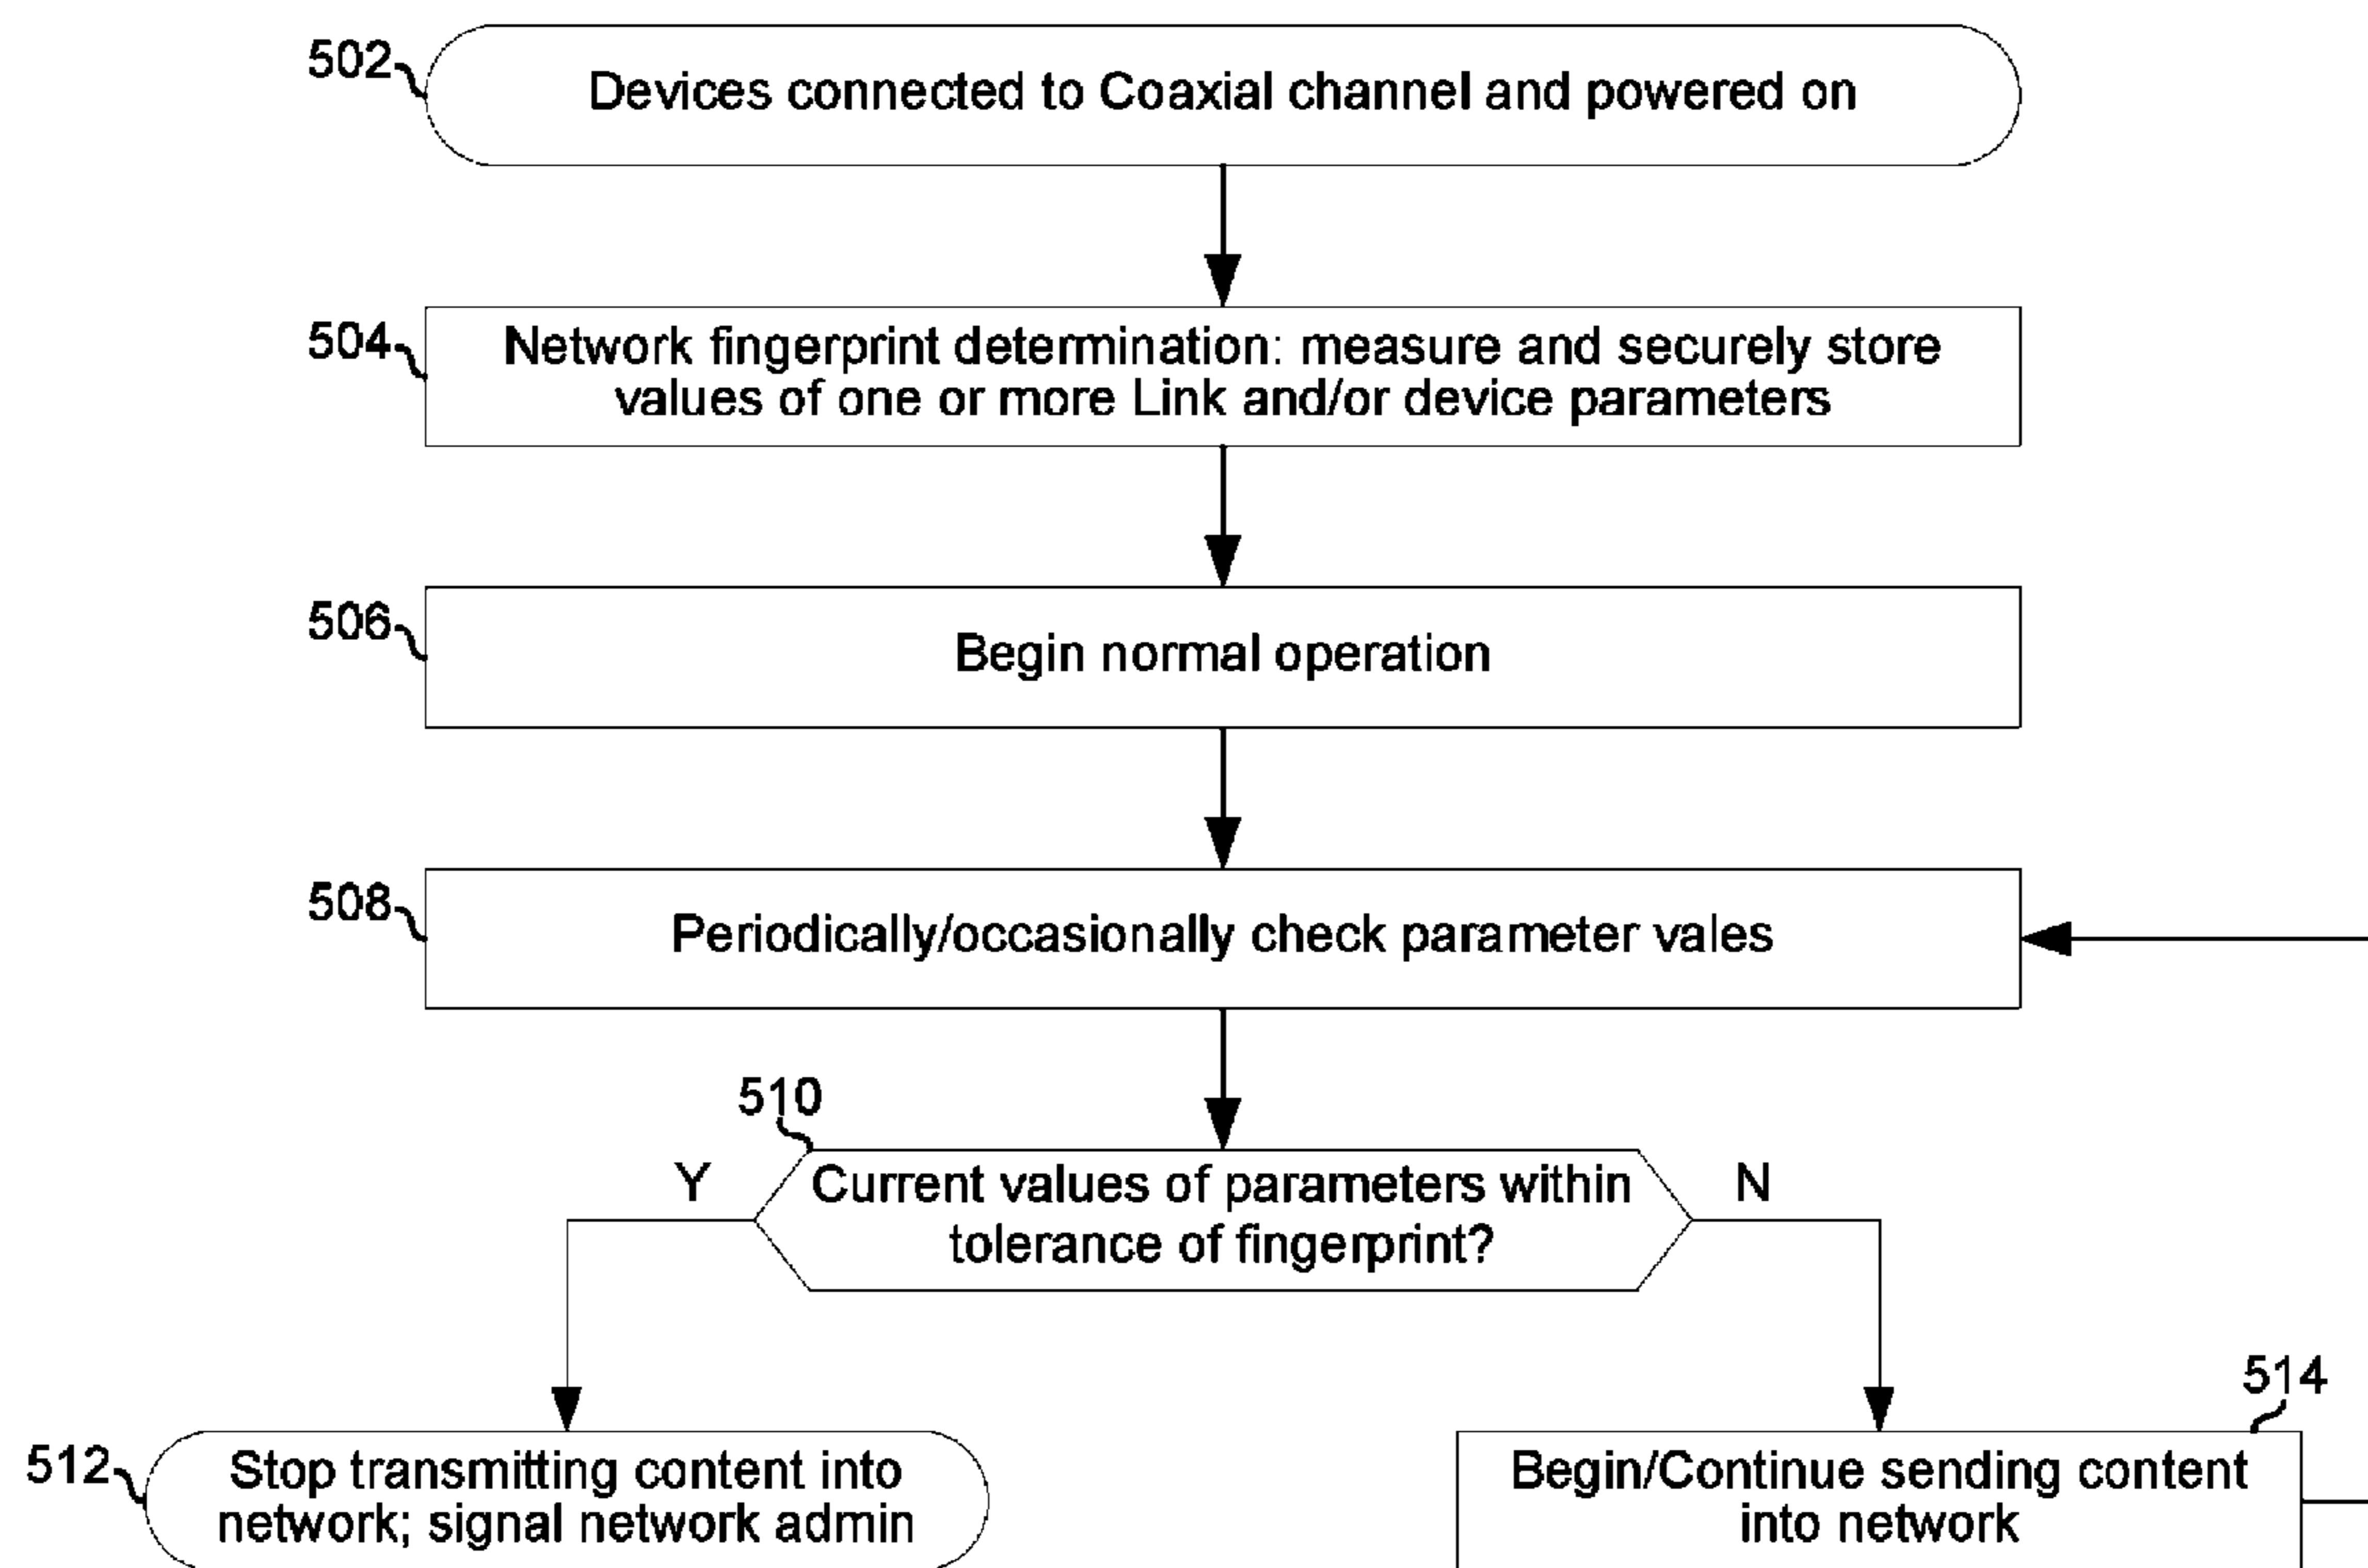 502
Devices connected to Coaxial channel and powered on
504
Network fingerprint determination: measure and securely store
values of one or more Link and/or device parameters
506
Begin normal operation
508
Periodically/occasionally check parameter vales
510
Y
Current values of parameters within
tolerance of fingerprint?
N
514
512
Stop transmitting content into
network; signal network admin
Begin/Continue sending content
into network